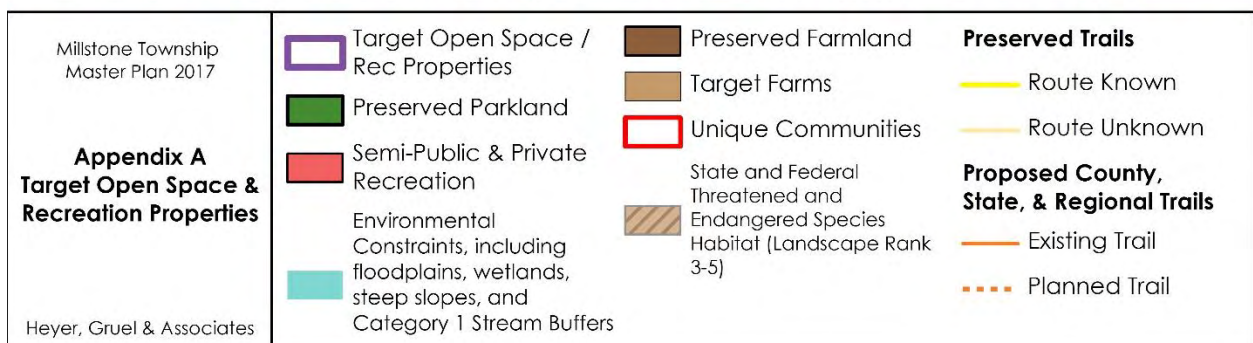 Millstone Township
Master Plan 2017
Appendix A
Target Open Space &
Recreation Properties
Heyer, Gruel & Associates
Target Open Space /
Rec Properties
Preserved Parkland
Semi-Public & Private
Recreation
Environmental
Constraints, including
floodplains, wetlands,
steep slopes, and
Category 1 Stream Buffers
Preserved Farmland
Target Farms
Unique Communities
State and Federal
Threatened and
Endangered Species
Habitat (Landscape Rank
3-5)
Preserved Trails
Route Known
Route Unknown
Proposed County,
State, & Regional Trails
Existing Trail
Planned Trail